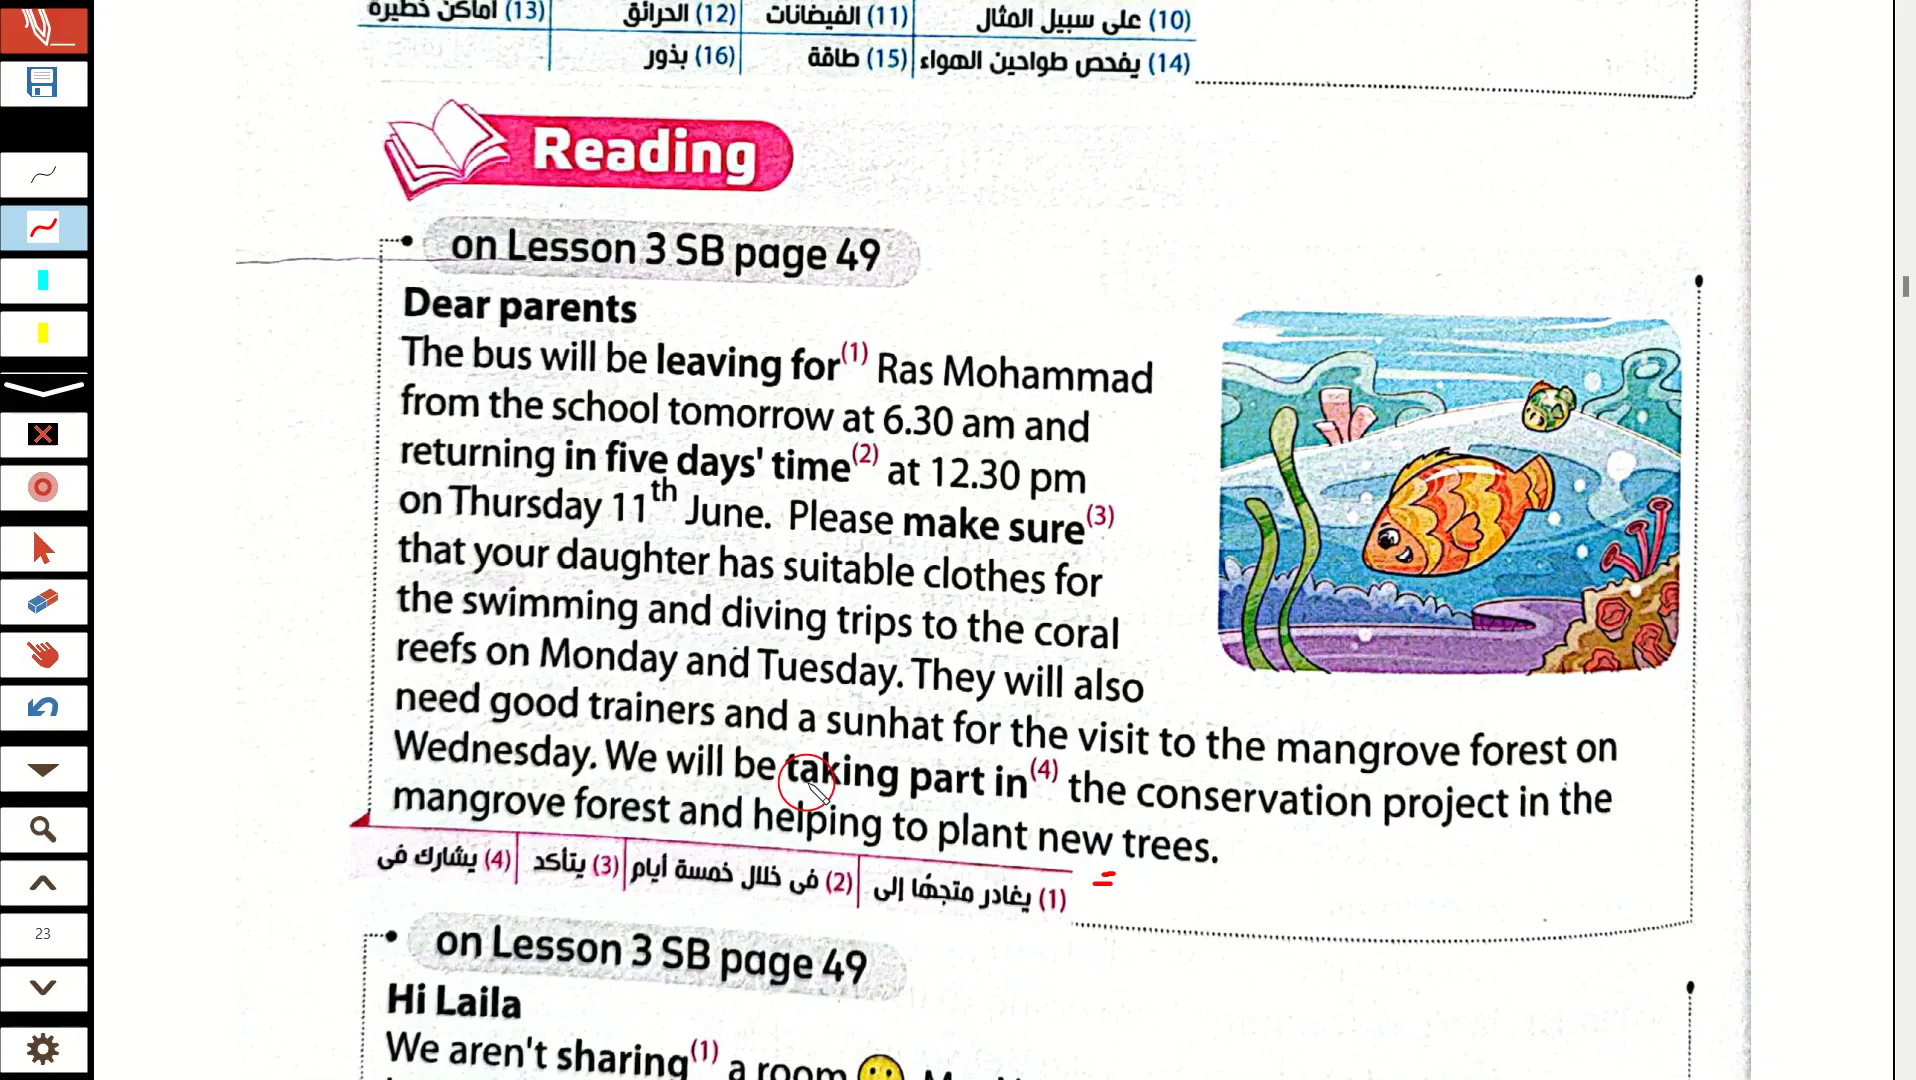 (10) على سبيل المثال (11) الفيضانات (12) الحرائق (13) أماكن خطيرة
(14) يفحص طواحين الهواء (15) طاقة (16) بذور
Reading
on Lesson 3 SB page 49
Dear parents
The bus will be leaving for(1) Ras Mohammad
from the school tomorrow at 6.30 am and
returning in five days' time(2) at 12.30 pm
on Thursday 11th June. Please make sure(3)
that your daughter has suitable clothes for
the swimming and diving trips to the coral
reefs on Monday and Tuesday. They will also
need good trainers and a sunhat for the visit to the mangrove forest on
Wednesday. We will be taking part in(4) the conservation project in the
mangrove forest and helping to plant new trees.
(1) يغادر متجهًا إلى (2) فى خلال خمسة أيام (3) يتأكد (4) يشارك فى
on Lesson 3 SB page 49
Hi Laila
We aren't sharing(1) a room
23